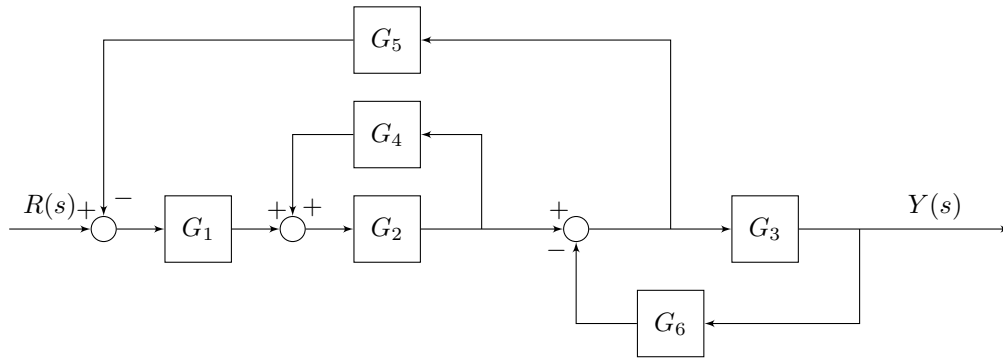 G₅
G₄
R(s) + − G₁ + + G₂ + − G₃ Y(s)
G₆